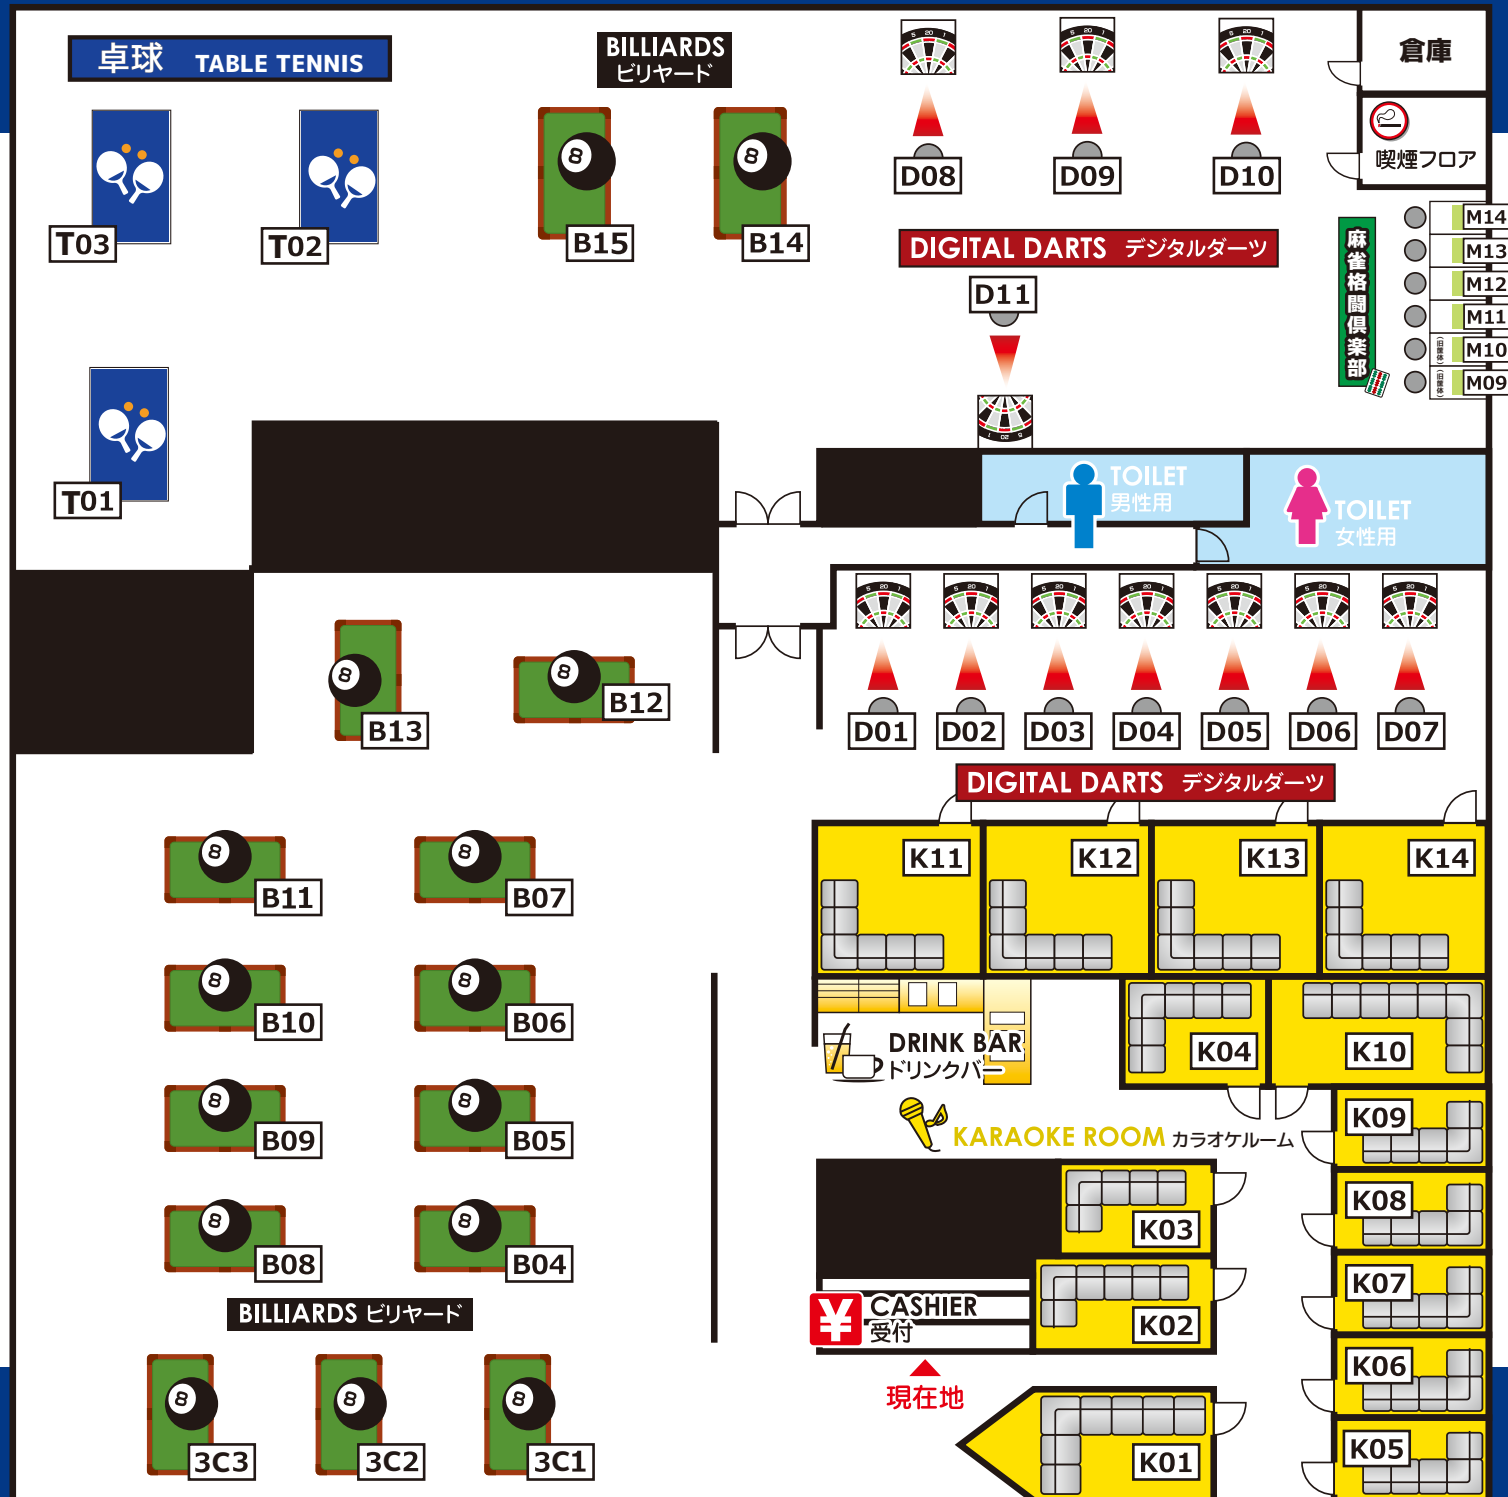 卓球 TABLE TENNIS
BILLIARDS
ビリヤード
倉庫
喫煙フロア
D08
D09
D10
T03
T02
B15
B14
DIGITAL DARTS デジタルダーツ
D11
麻雀格闘倶楽部
M14
M13
M12
M11
(旧筐体) M10
(旧筐体) M09
T01
TOILET
男性用
TOILET
女性用
B13
B12
D01
D02
D03
D04
D05
D06
D07
DIGITAL DARTS デジタルダーツ
K11
K12
K13
K14
B11
B07
B10
B06
DRINK BAR
ドリンクバー
K04
K10
B09
B05
KARAOKE ROOM カラオケルーム
K09
K08
K03
B08
B04
K07
BILLIARDS ビリヤード
¥ CASHIER
受付
K02
K06
現在地
3C3
3C2
3C1
K01
K05